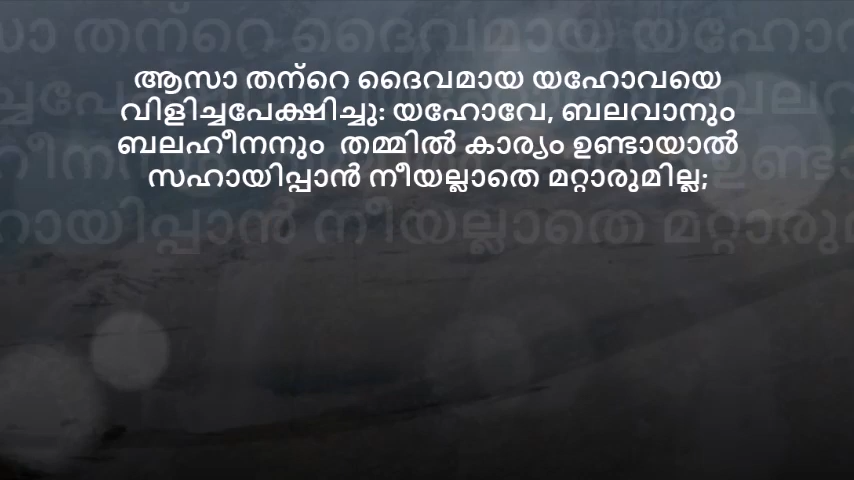 ആസാ തന്റെ ദൈവമായ യഹോവയെ
വിളിച്ചപേക്ഷിച്ചു: യഹോവേ, ബലവാനും
ബലഹീനനും തമ്മിൽ കാര്യം ഉണ്ടായാൽ
സഹായിപ്പാൻ നീയല്ലാതെ മറ്റാരുമില്ല;